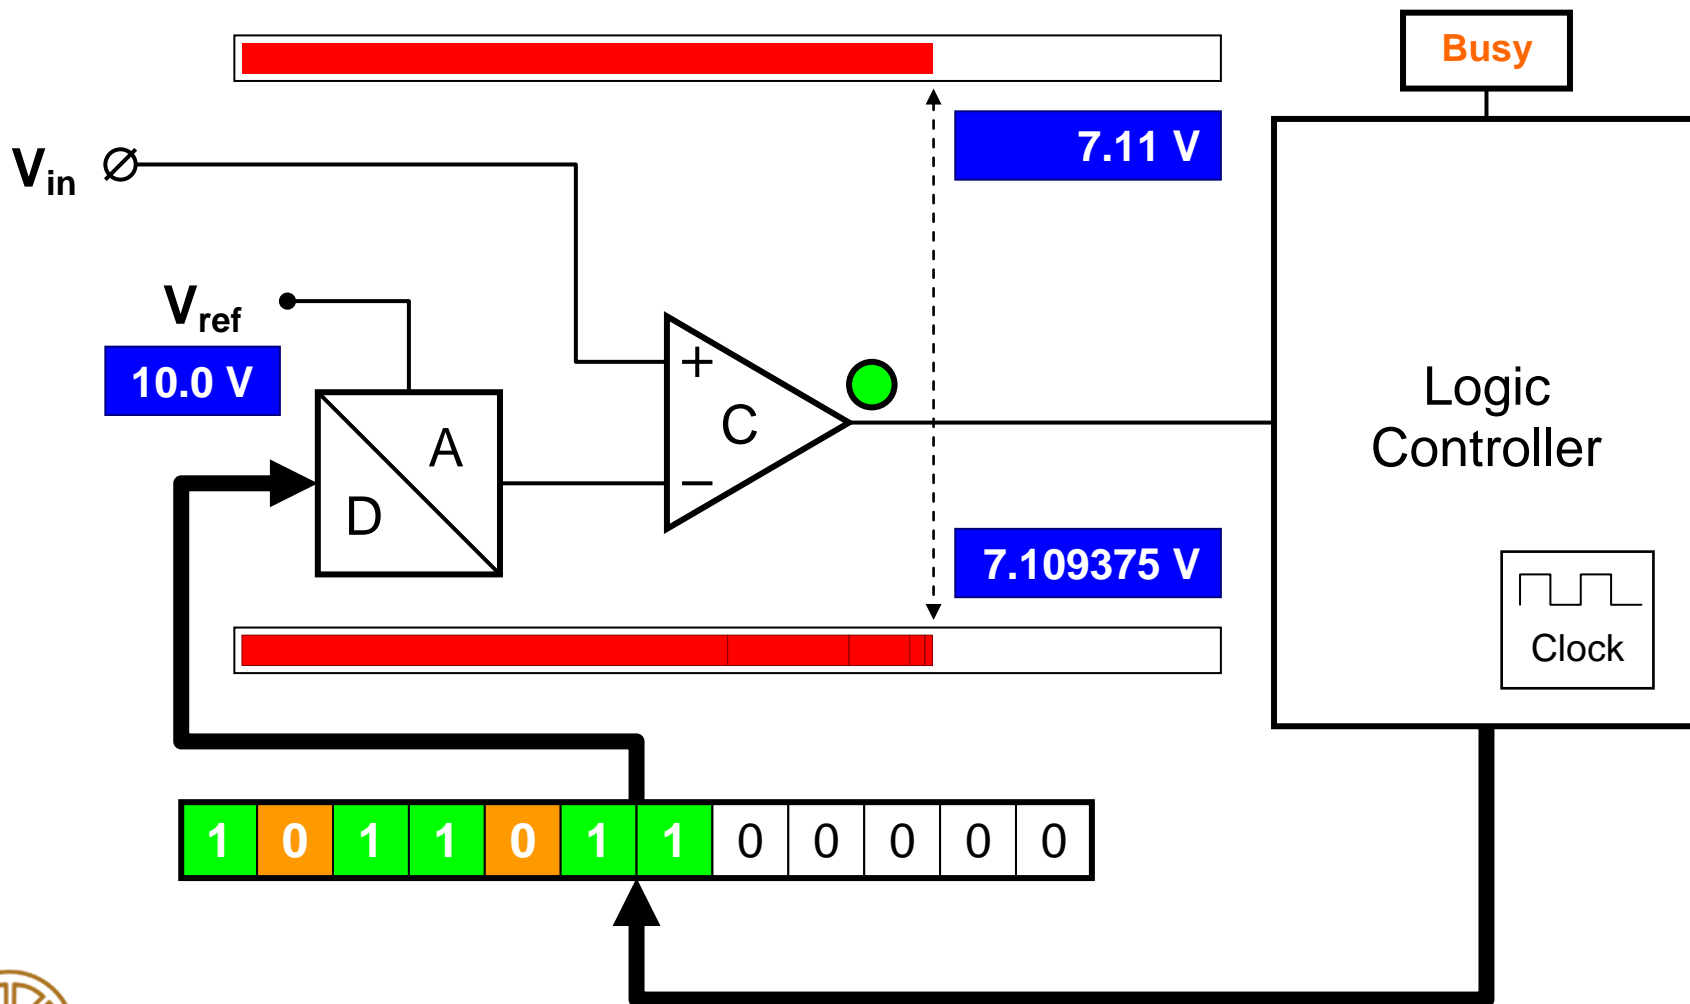 Busy
7.11 V
Vin
Vref
10.0 V
+
C
−
A
D
Logic
Controller
7.109375 V
Clock
1 0 1 1 0 1 1 0 0 0 0 0